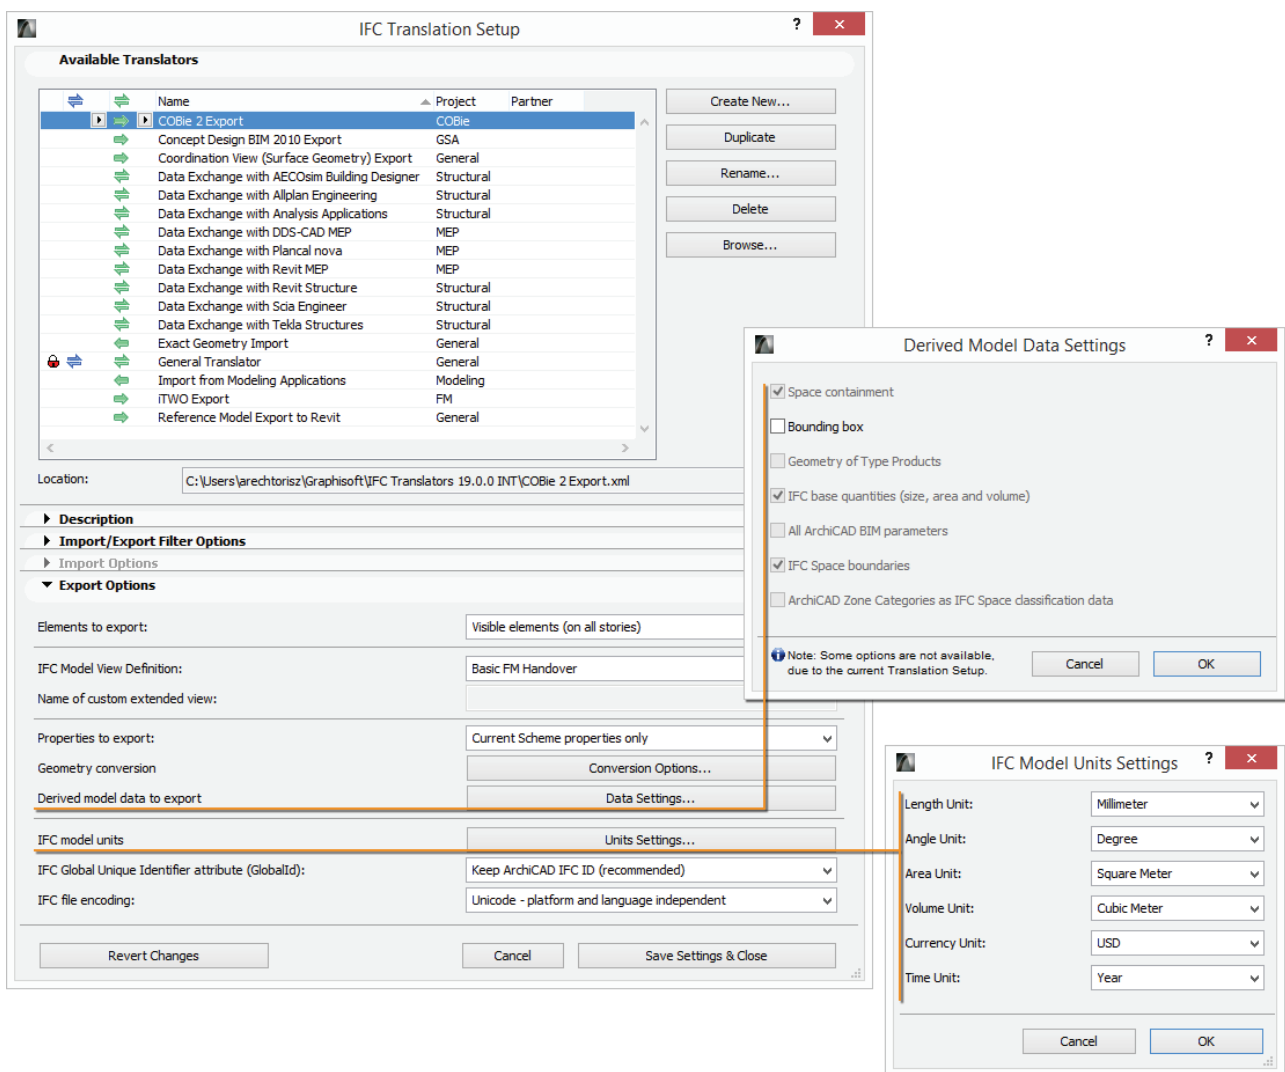 IFC Translation Setup
?
Available Translators
Name Project Partner
COBie 2 Export COBie
Concept Design BIM 2010 Export GSA
Coordination View (Surface Geometry) Export General
Data Exchange with AECOsim Building Designer Structural
Data Exchange with Allplan Engineering Structural
Data Exchange with Analysis Applications Structural
Data Exchange with DDS-CAD MEP MEP
Data Exchange with Plancal nova MEP
Data Exchange with Revit MEP MEP
Data Exchange with Revit Structure Structural
Data Exchange with Scia Engineer Structural
Data Exchange with Tekla Structures Structural
Exact Geometry Import General
General Translator General
Import from Modeling Applications Modeling
iTWO Export FM
Reference Model Export to Revit General
Create New...
Duplicate
Rename...
Delete
Browse...
Location: C:\Users\arechtorisz\Graphisoft\IFC Translators 19.0.0 INT\COBie 2 Export.xml
Description
Import/Export Filter Options
Import Options
Export Options
Elements to export: Visible elements (on all stories)
IFC Model View Definition: Basic FM Handover
Name of custom extended view:
Properties to export: Current Scheme properties only
Geometry conversion Conversion Options...
Derived model data to export Data Settings...
IFC model units Units Settings...
IFC Global Unique Identifier attribute (GlobalId): Keep ArchiCAD IFC ID (recommended)
IFC file encoding: Unicode - platform and language independent
Revert Changes Cancel Save Settings & Close
Derived Model Data Settings
?
Space containment
Bounding box
Geometry of Type Products
IFC base quantities (size, area and volume)
All ArchiCAD BIM parameters
IFC Space boundaries
ArchiCAD Zone Categories as IFC Space classification data
Note: Some options are not available,
due to the current Translation Setup.
Cancel OK
IFC Model Units Settings
?
Length Unit: Millimeter
Angle Unit: Degree
Area Unit: Square Meter
Volume Unit: Cubic Meter
Currency Unit: USD
Time Unit: Year
Cancel OK